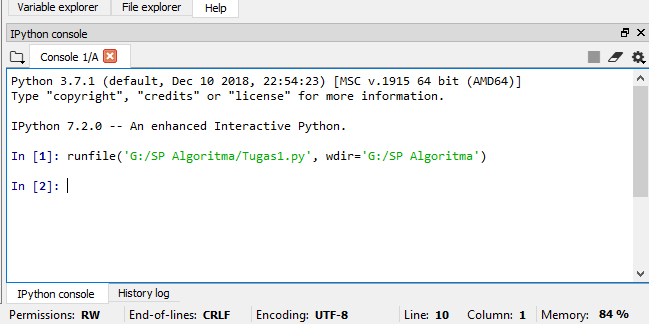 Variable explorer File explorer Help
IPython console
Console 1/A
Python 3.7.1 (default, Dec 10 2018, 22:54:23) [MSC v.1915 64 bit (AMD64)]
Type "copyright", "credits" or "license" for more information.
IPython 7.2.0 -- An enhanced Interactive Python.
In [1]: runfile('G:/SP Algoritma/Tugas1.py', wdir='G:/SP Algoritma')
In [2]:
IPython console History log
Permissions: RW End-of-lines: CRLF Encoding: UTF-8 Line: 10 Column: 1 Memory: 84 %